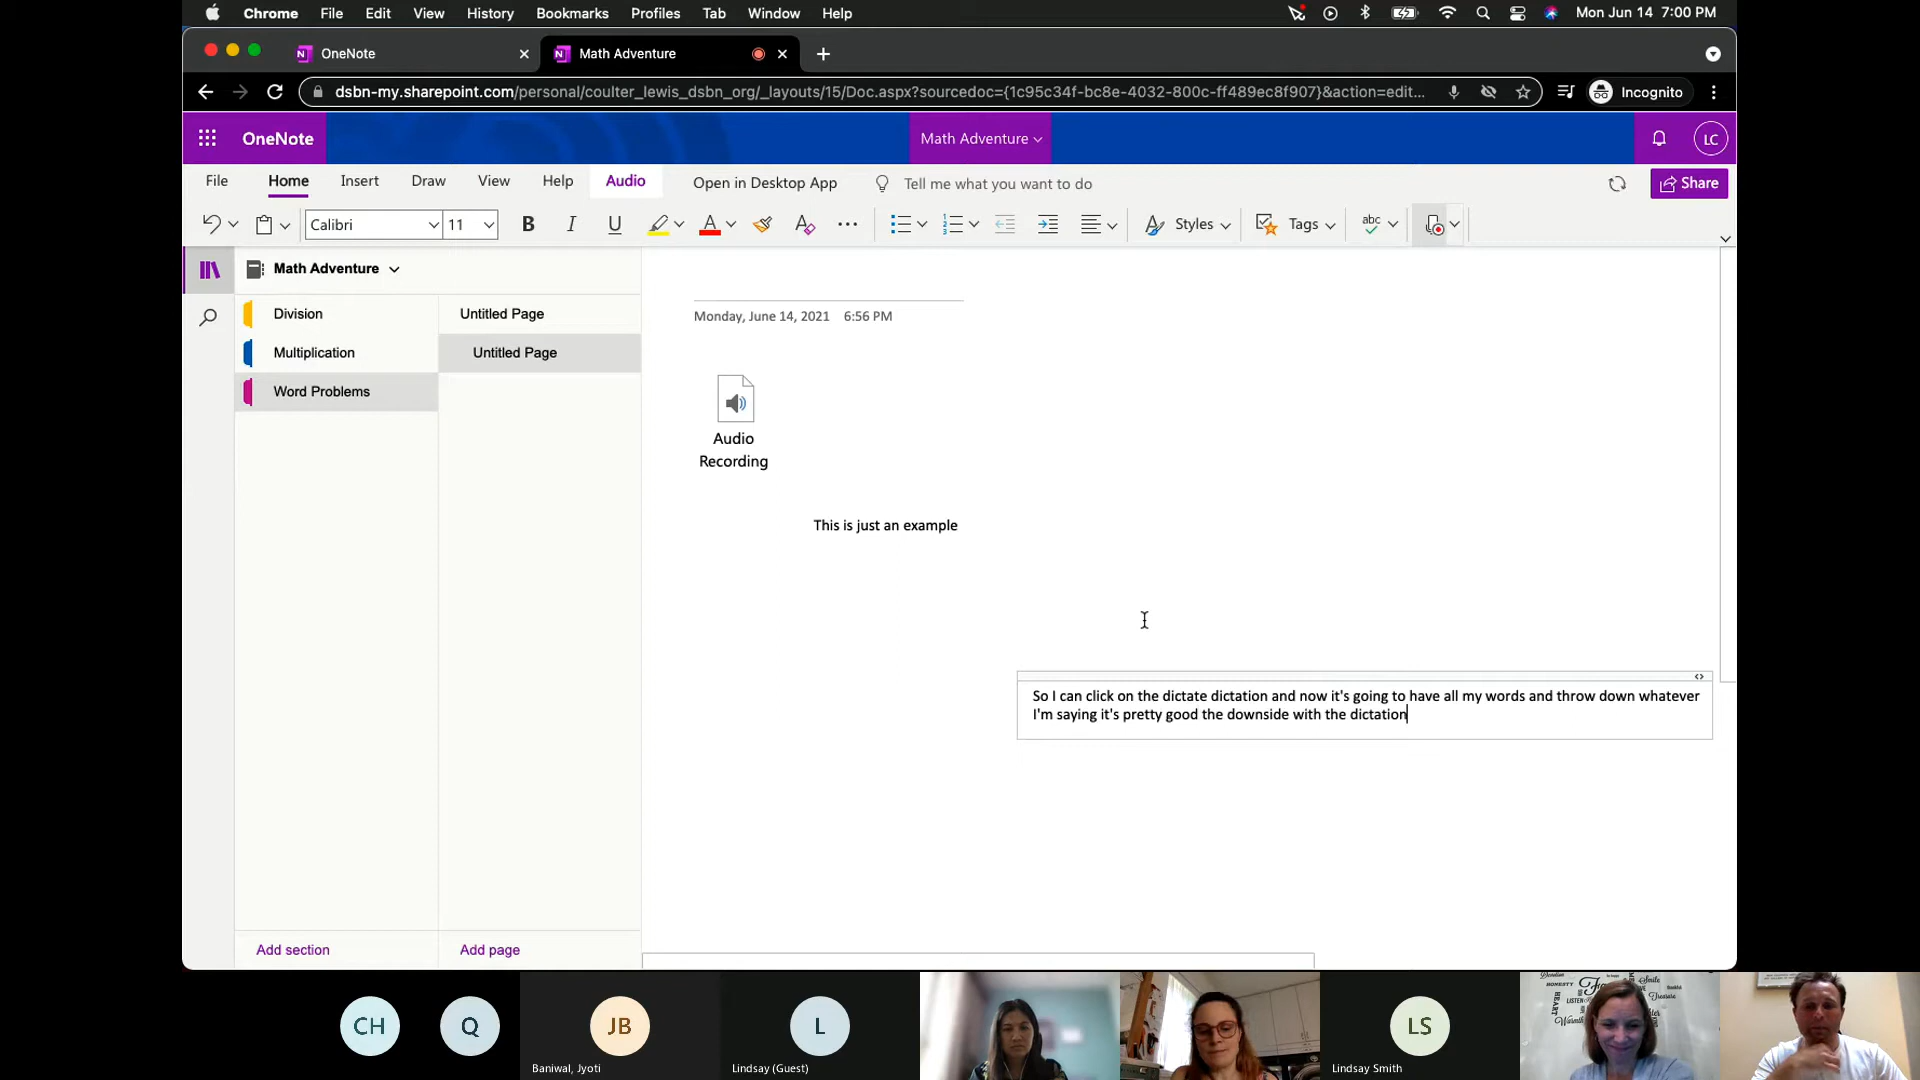 Chrome File Edit View History Bookmarks Profiles Tab Window Help Mon Jun 14 7:00 PM
OneNote Math Adventure
dsbn-my.sharepoint.com/personal/coulter_lewis_dsbn_org/_layouts/15/Doc.aspx?sourcedoc={1c95c34f-bc8e-4032-800c-ff489ec8f907}&action=edit... Incognito
OneNote Math Adventure LC
File Home Insert Draw View Help Audio Open in Desktop App Tell me what you want to do Share
Calibri 11 B I U A A Styles Tags abc
Math Adventure
Division Untitled Page
Multiplication Untitled Page
Word Problems
Monday, June 14, 2021 6:56 PM
Audio
Recording
This is just an example
So I can click on the dictate dictation and now it's going to have all my words and throw down whatever
I'm saying it's pretty good the downside with the dictation
Add section Add page
CH Q JB L LS
Baniwal, Jyoti Lindsay (Guest) Lindsay Smith